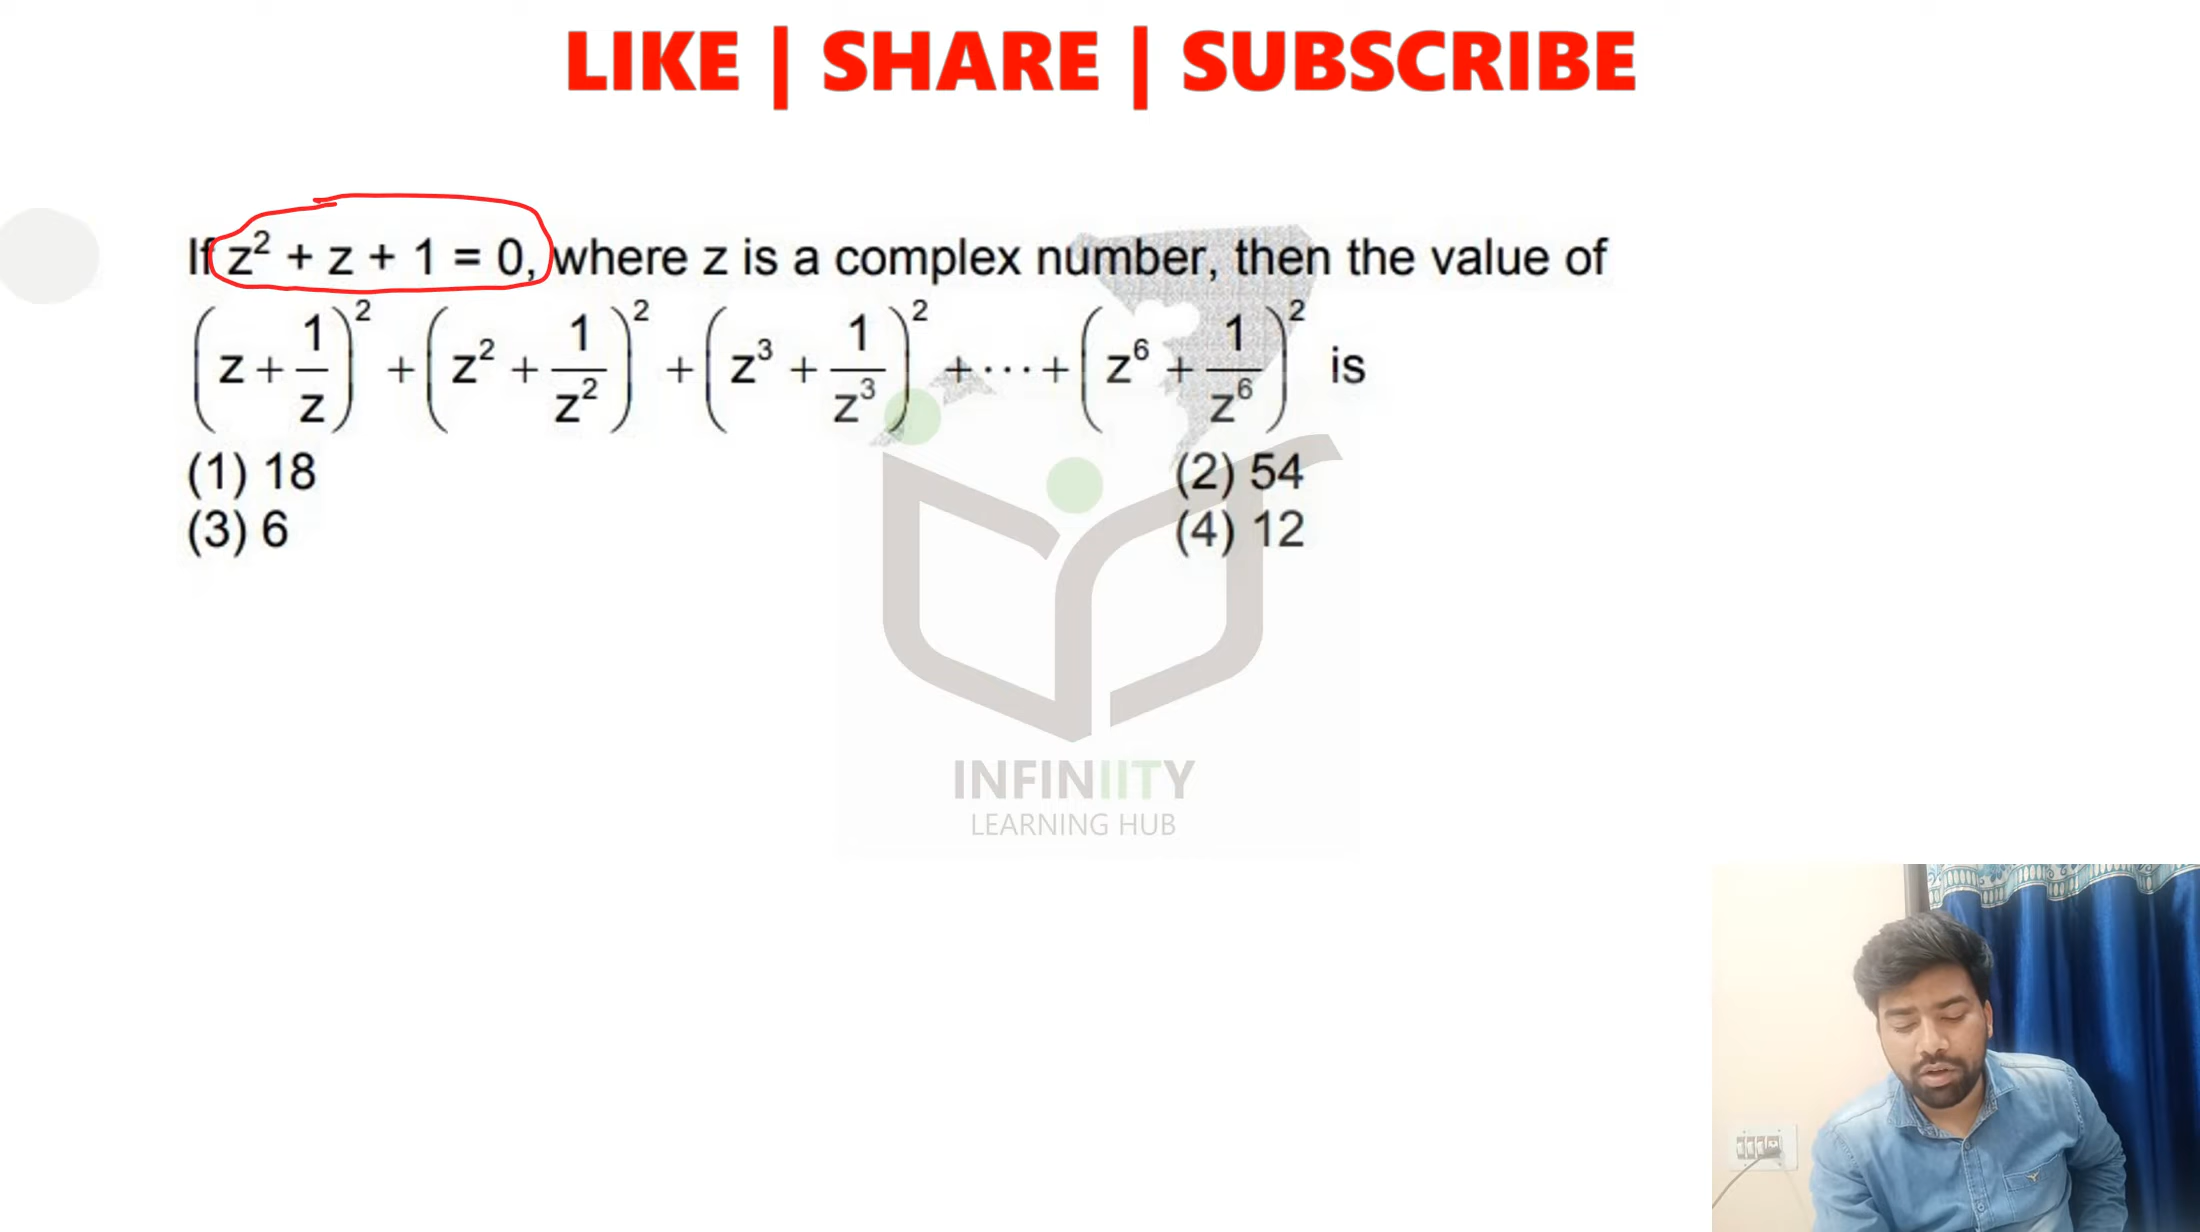 LIKE | SHARE | SUBSCRIBE
If z² + z + 1 = 0, where z is a complex number, then the value of
(z + 1/z)² + (z² + 1/z²)² + (z³ + 1/z³)² + ··· + (z⁶ + 1/z⁶)² is
(1) 18 (2) 54
(3) 6 (4) 12
INFINIITY
LEARNING HUB